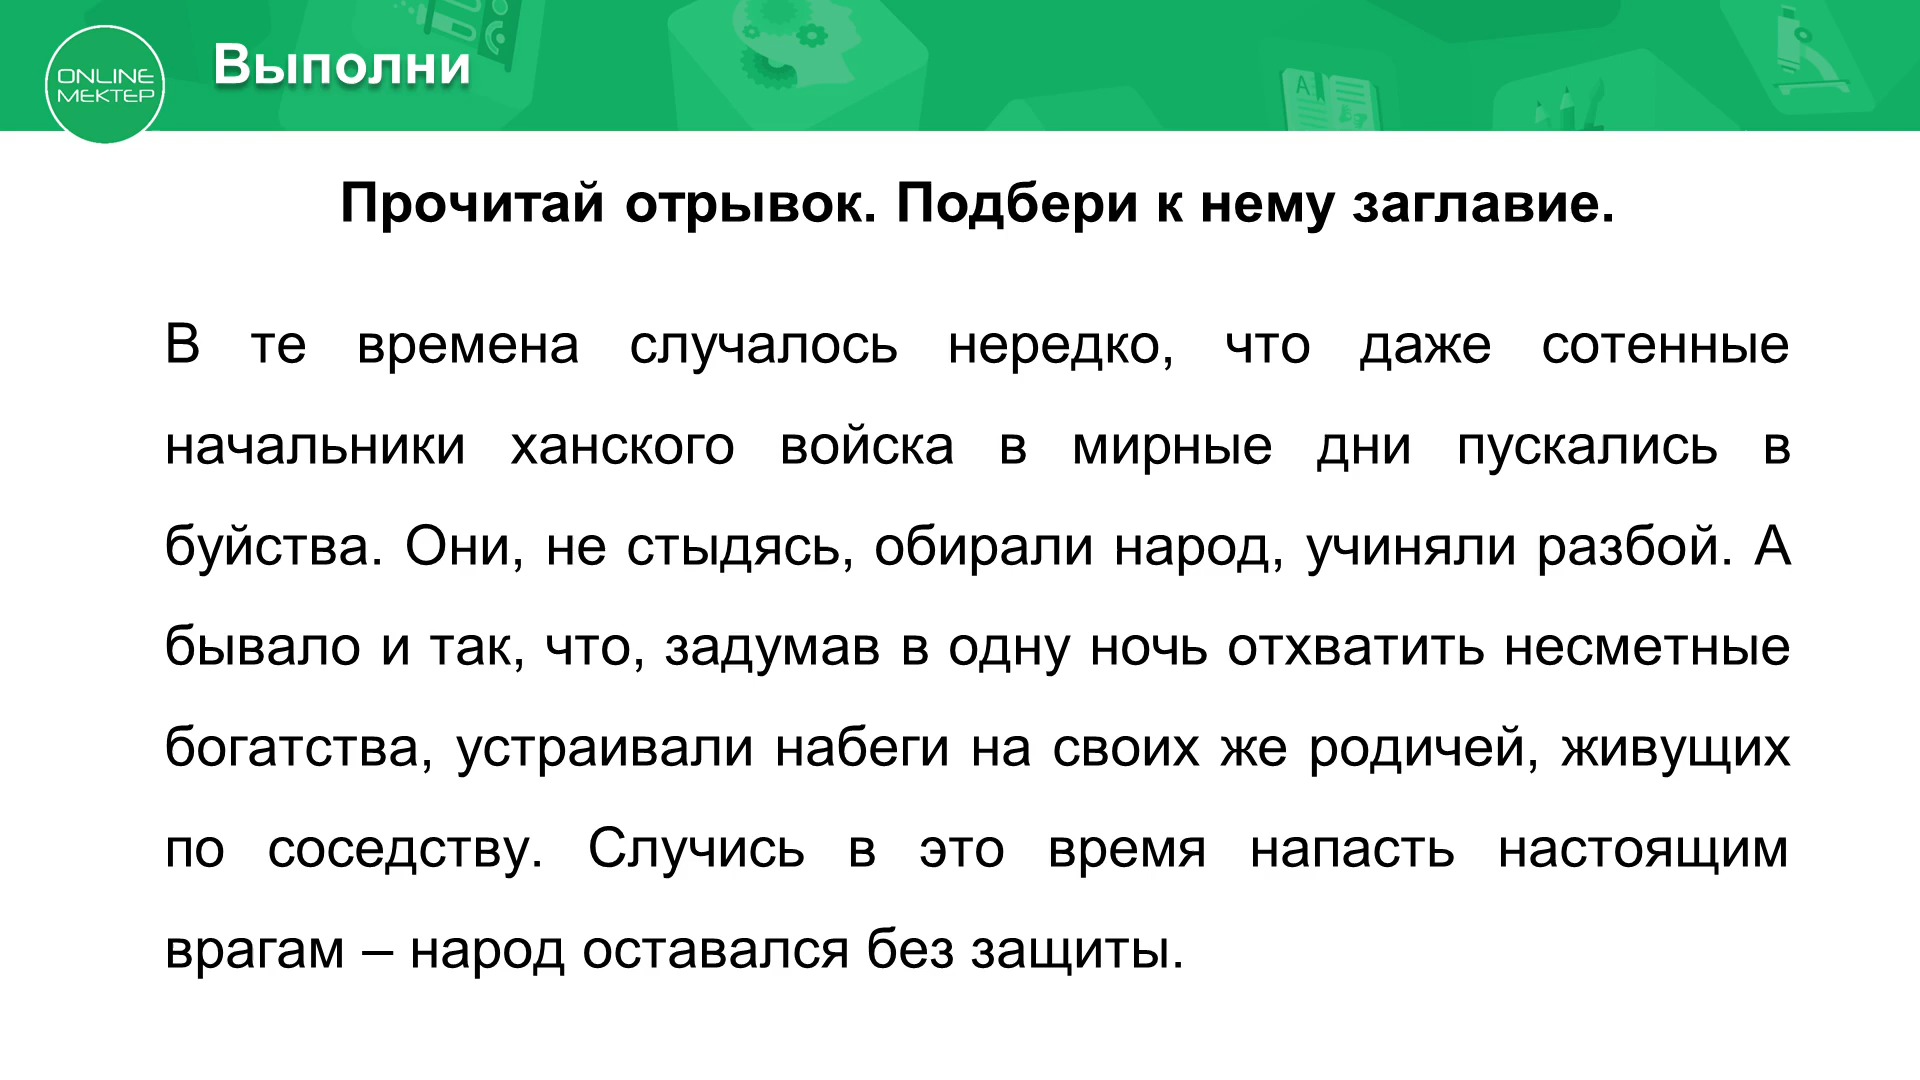 ONLINE
МЕКТЕР
Выполни
Прочитай отрывок. Подбери к нему заглавие.
В те времена случалось нередко, что даже сотенные
начальники ханского войска в мирные дни пускались в
буйства. Они, не стыдясь, обирали народ, учиняли разбой. А
бывало и так, что, задумав в одну ночь отхватить несметные
богатства, устраивали набеги на своих же родичей, живущих
по соседству. Случись в это время напасть настоящим
врагам – народ оставался без защиты.